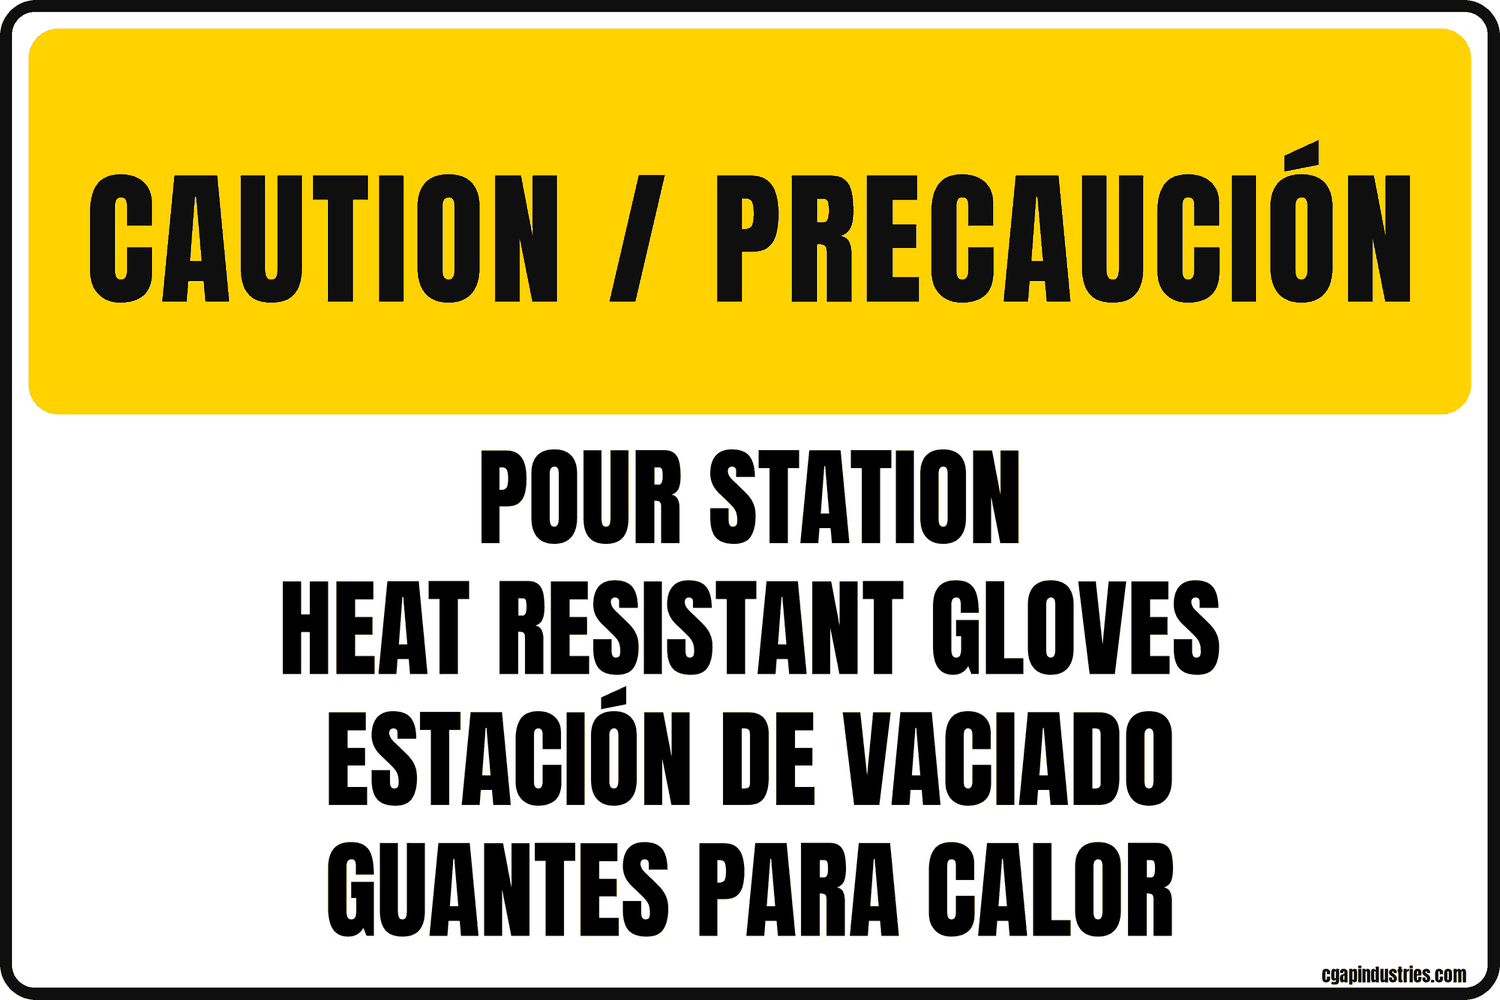 CAUTION / PRECAUCIÓN
POUR STATION
HEAT RESISTANT GLOVES
ESTACIÓN DE VACIADO
GUANTES PARA CALOR
cgapindustries.com